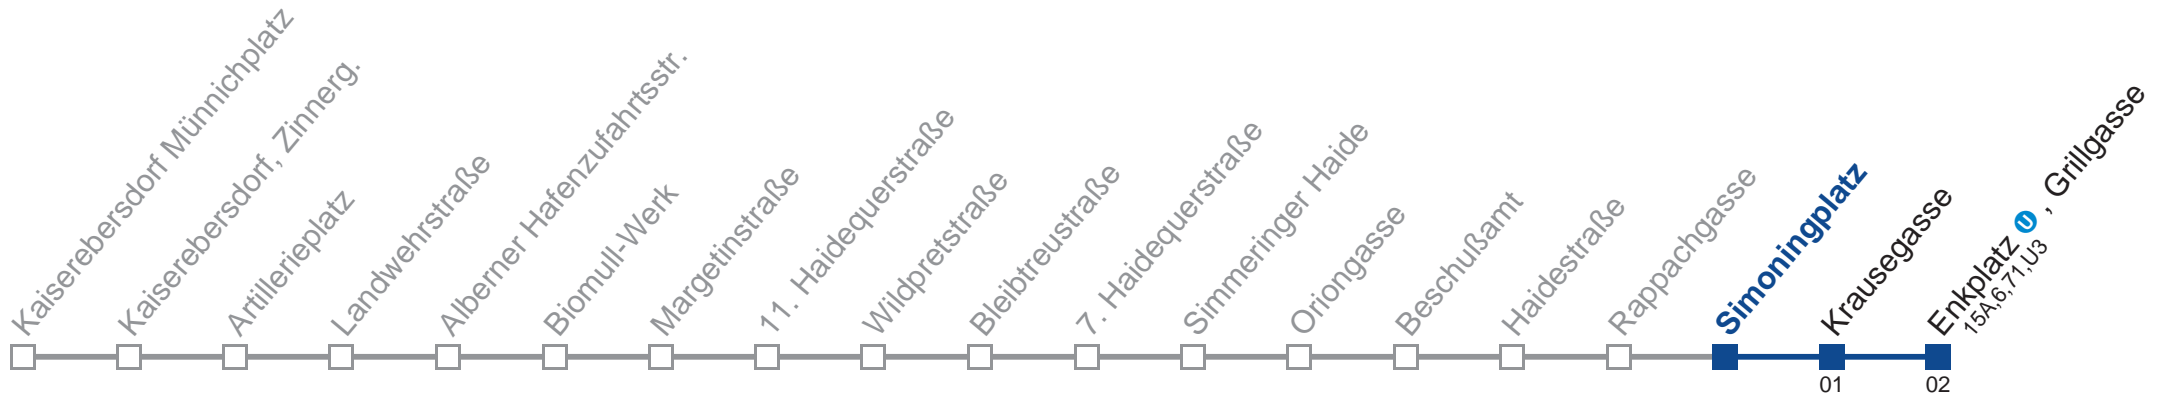 Kaiserebersdorf Münnichplatz
Kaiserebersdorf, Zinnerg.
Artillerieplatz
Landwehrstraße
Alberner Hafenzufahrtsstr.
Biomull-Werk
Margetinstraße
11. Haidequerstraße
Wildpretstraße
Bleibtreustraße
7. Haidequerstraße
Simmeringer Haide
Oriongasse
Beschußamt
Haidestraße
Rappachgasse
Simoningplatz
Krausegasse
Enkplatz U , Grillgasse
15A,6,71,U3
01
02